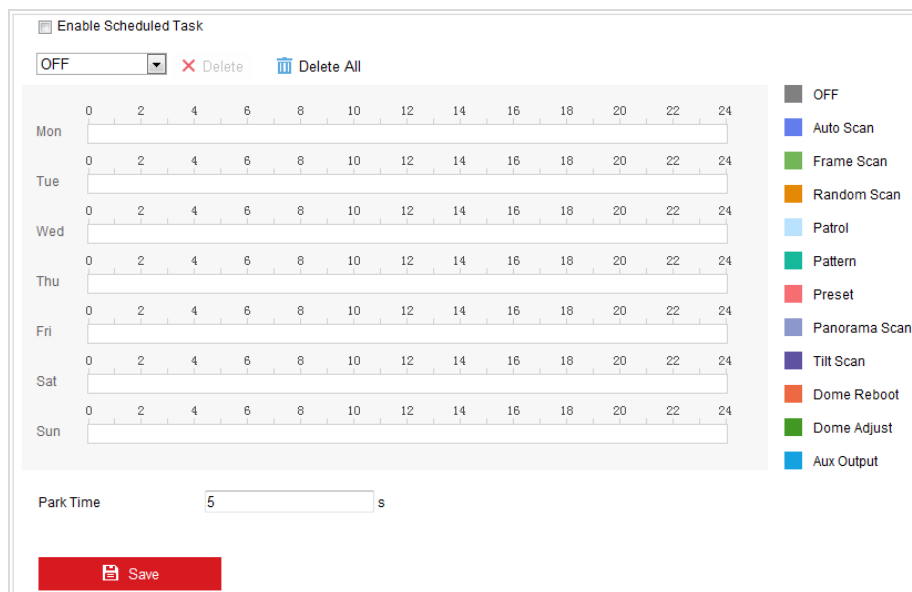 Enable Scheduled Task
OFF Delete Delete All
0 2 4 6 8 10 12 14 16 18 20 22 24
Mon
0 2 4 6 8 10 12 14 16 18 20 22 24
Tue
0 2 4 6 8 10 12 14 16 18 20 22 24
Wed
0 2 4 6 8 10 12 14 16 18 20 22 24
Thu
0 2 4 6 8 10 12 14 16 18 20 22 24
Fri
0 2 4 6 8 10 12 14 16 18 20 22 24
Sat
0 2 4 6 8 10 12 14 16 18 20 22 24
Sun
OFF
Auto Scan
Frame Scan
Random Scan
Patrol
Pattern
Preset
Panorama Scan
Tilt Scan
Dome Reboot
Dome Adjust
Aux Output
Park Time 5 s
Save